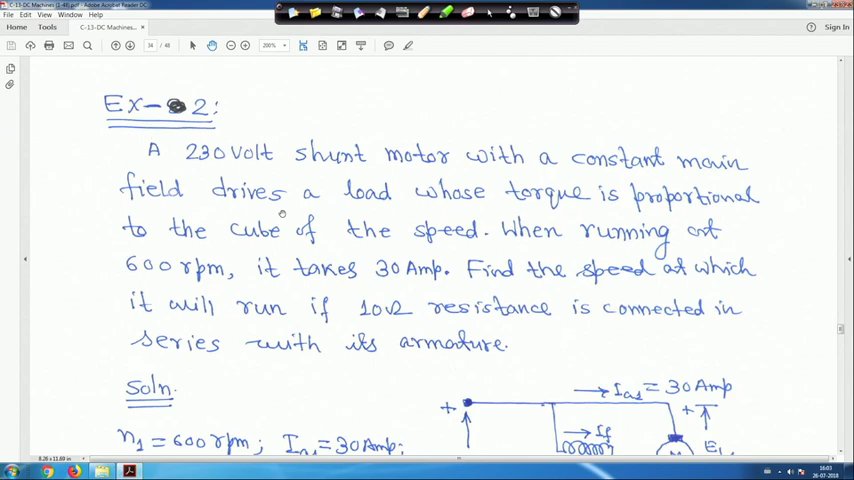 C-13-DC Machines (1-48).pdf - Adobe Acrobat Reader DC
File Edit View Window Help
Home Tools C-13-DC Machines (1-... × Sign In
34 / 48 200%
Ex- 2:
A 230 Volt shunt motor with a constant main
field drives a load whose torque is proportional
to the cube of the speed. When running at
600 rpm, it takes 30 Amp. Find the speed at which
it will run if 10Ω resistance is connected in
series with its armature.
Soln.
Ia1 = 30 Amp
+ +
If
n1 = 600 rpm; Ia1 = 30 Amp; E1
8.26 x 11.69 in
16:03
26-07-2018